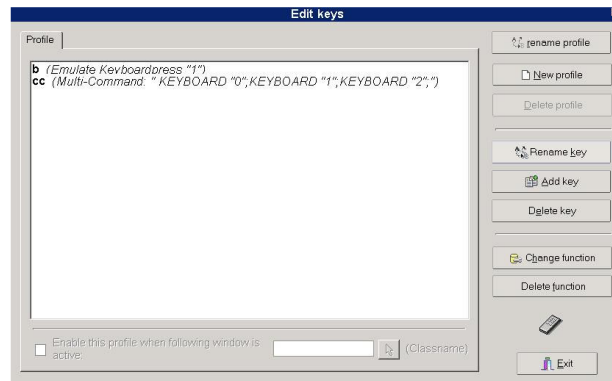 Edit keys
Profile
b (Emulate Keyboardpress "1")
cc (Multi-Command: " KEYBOARD "0";KEYBOARD "1";KEYBOARD "2";")
Enable this profile when following window is
active:
(Classname)
rename profile
New profile
Delete profile
Rename key
Add key
Delete key
Change function
Delete function
Exit